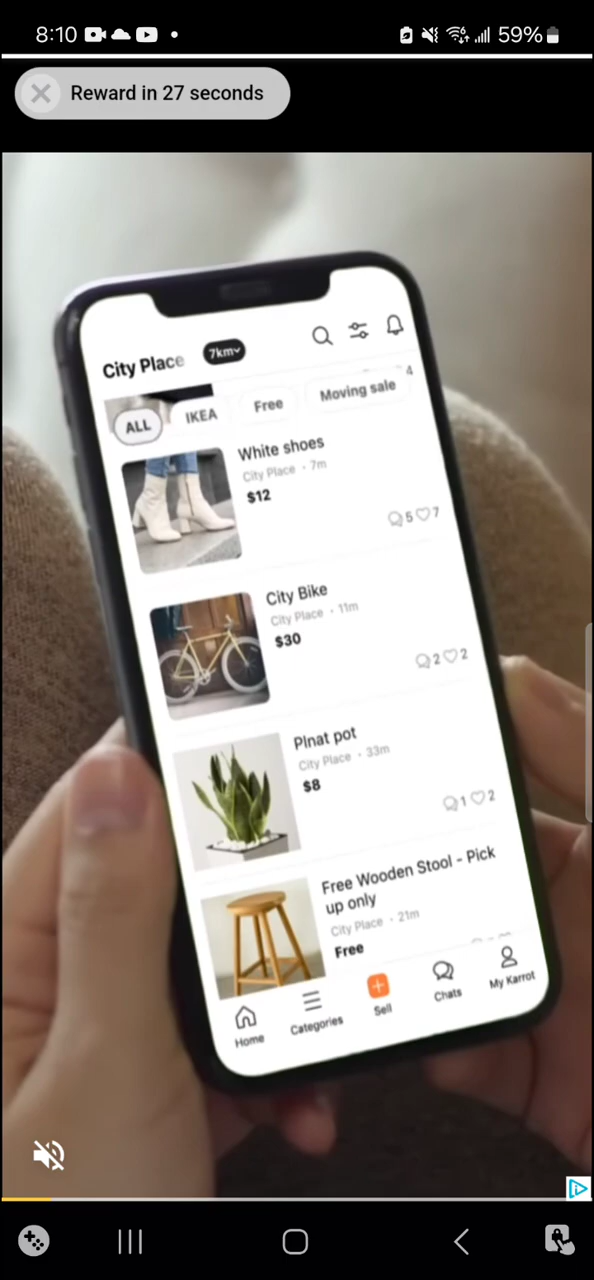 8:10
59%
Reward in 27 seconds
City Place
7km
4
ALL
IKEA
Free
Moving sale
White shoes
City Place · 7m
$12
5 7
City Bike
City Place · 11m
$30
2 2
Plnat pot
City Place · 33m
$8
1 2
Free Wooden Stool - Pick
up only
City Place · 21m
Free
Home
Categories
Sell
Chats
My Karrot